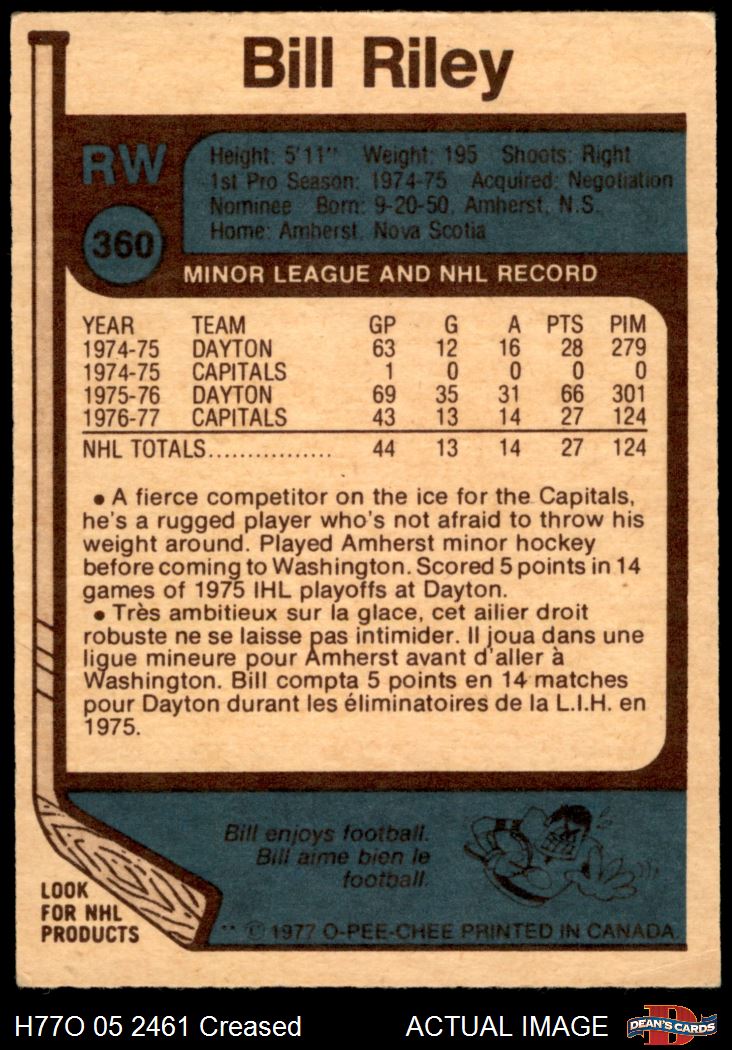 Bill Riley
RW
Height: 5'11" Weight: 195 Shoots: Right
1st Pro Season: 1974-75 Acquired: Negotiation
Nominee Born: 9-20-50, Amherst, N.S.
Home: Amherst, Nova Scotia
360
MINOR LEAGUE AND NHL RECORD
YEAR TEAM GP G A PTS PIM
1974-75 DAYTON 63 12 16 28 279
1974-75 CAPITALS 1 0 0 0 0
1975-76 DAYTON 69 35 31 66 301
1976-77 CAPITALS 43 13 14 27 124
NHL TOTALS................ 44 13 14 27 124
• A fierce competitor on the ice for the Capitals,
he's a rugged player who's not afraid to throw his
weight around. Played Amherst minor hockey
before coming to Washington. Scored 5 points in 14
games of 1975 IHL playoffs at Dayton.
• Très ambitieux sur la glace, cet ailier droit
robuste ne se laisse pas intimider. Il joua dans une
ligue mineure pour Amherst avant d'aller à
Washington. Bill compta 5 points en 14 matches
pour Dayton durant les éliminatoires de la L.I.H. en
1975.
Bill enjoys football.
Bill aime bien le
football.
LOOK
FOR NHL
PRODUCTS
** © 1977 O-PEE-CHEE PRINTED IN CANADA
H77O 05 2461 Creased ACTUAL IMAGE
DEAN'S CARDS